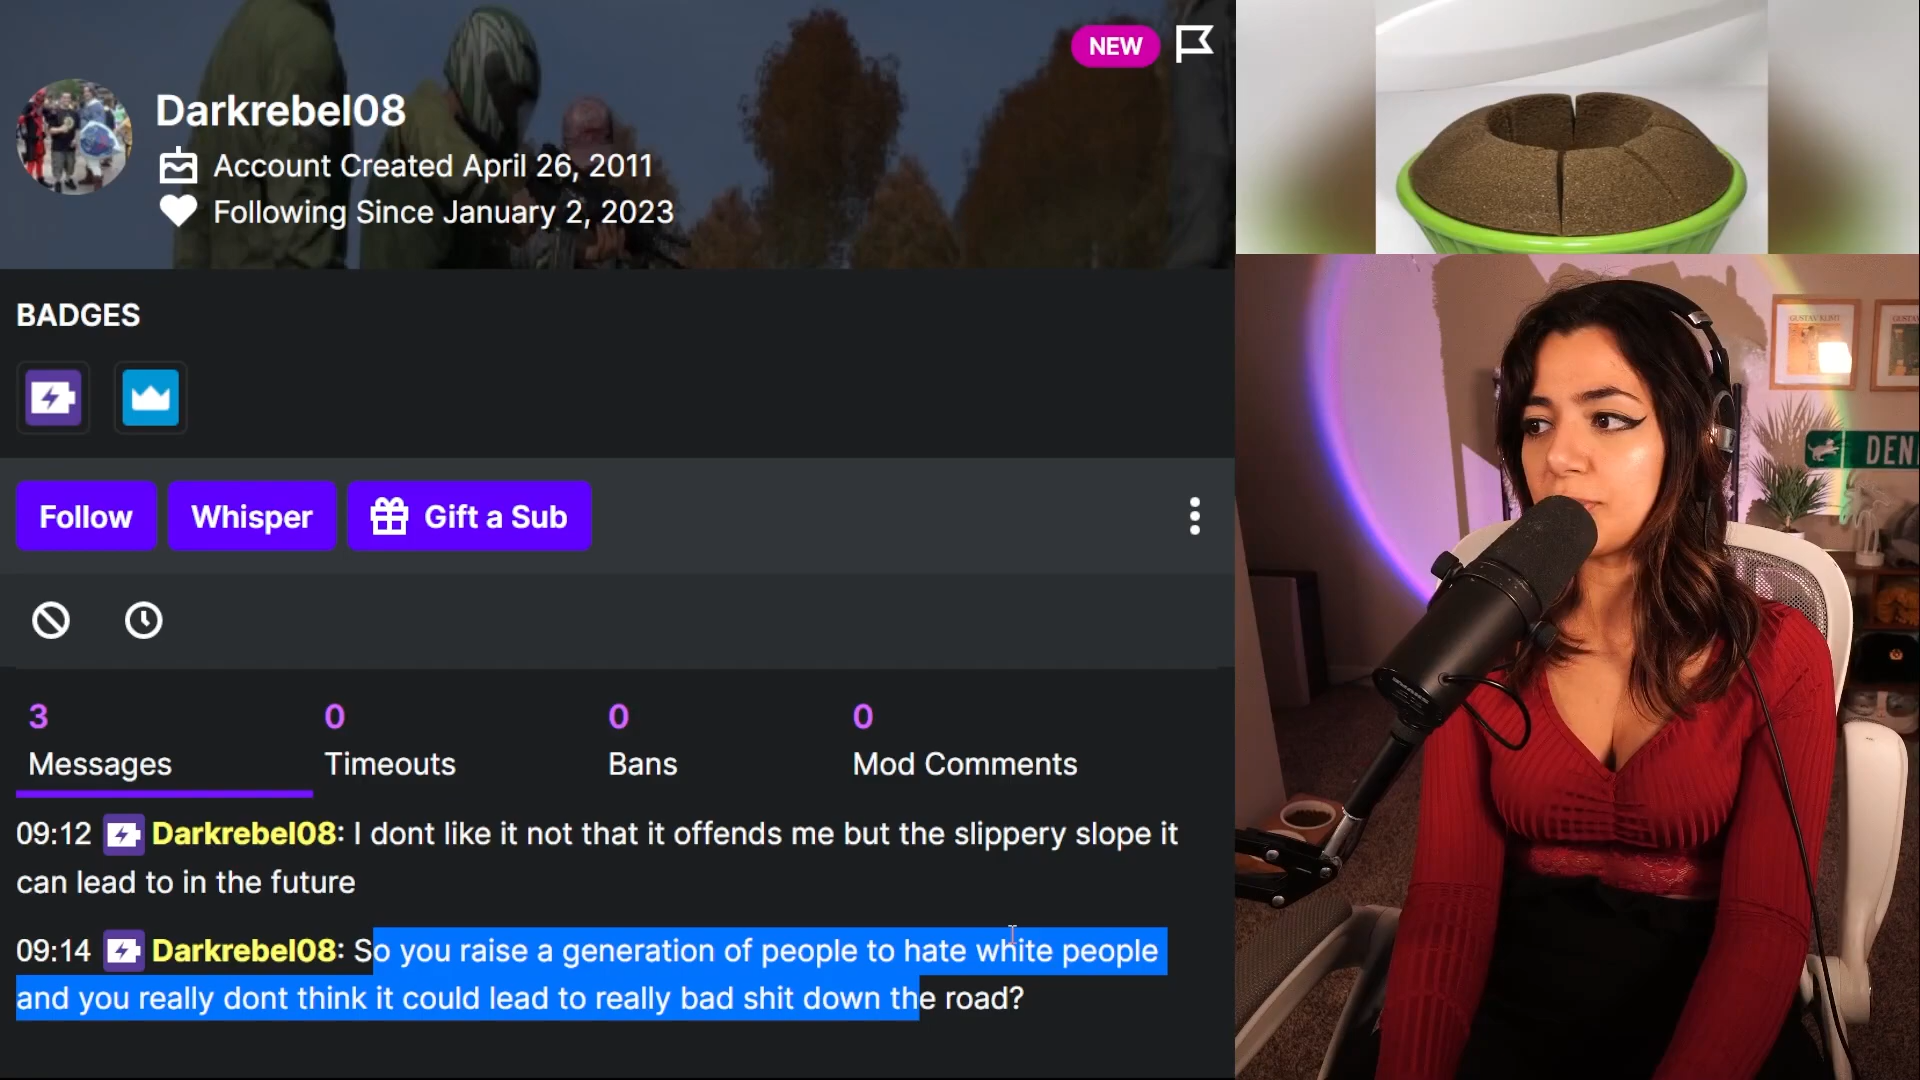 NEW
Darkrebel08
Account Created April 26, 2011
Following Since January 2, 2023
BADGES
Follow
Whisper
Gift a Sub
3
0
0
0
Messages
Timeouts
Bans
Mod Comments
09:12 Darkrebel08: I dont like it not that it offends me but the slippery slope it
can lead to in the future
09:14 Darkrebel08: So you raise a generation of people to hate white people
and you really dont think it could lead to really bad shit down the road?
GUSTAV KLIMT
DEN